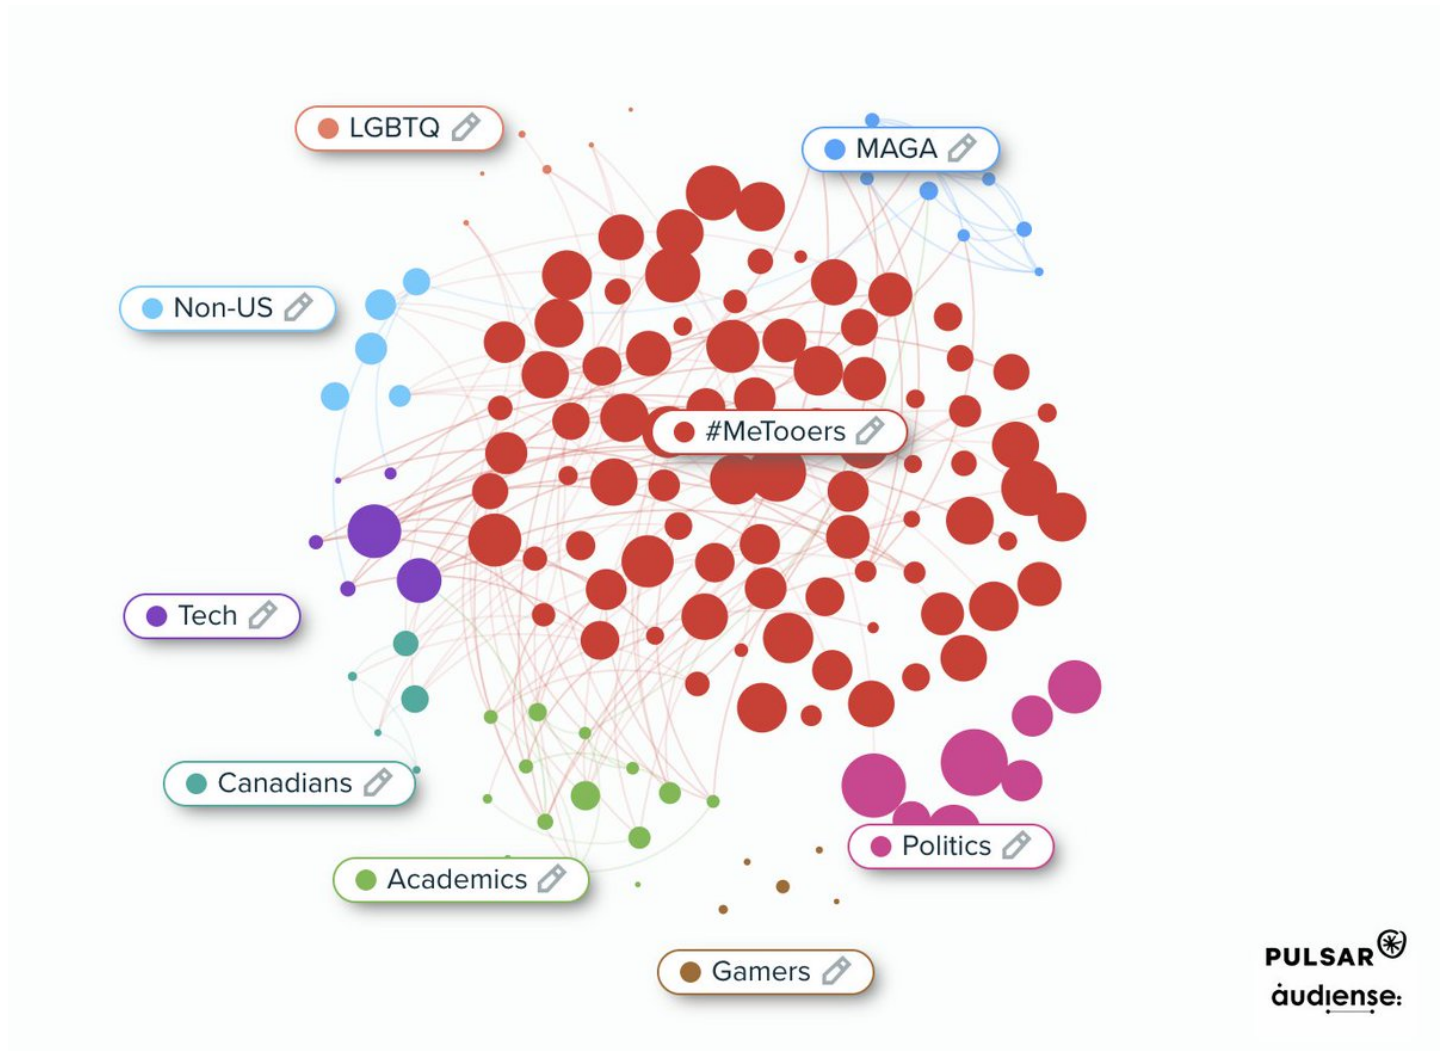 LGBTQ
MAGA
Non-US
#MeTooers
Tech
Canadians
Politics
Academics
Gamers
PULSAR
audiense: